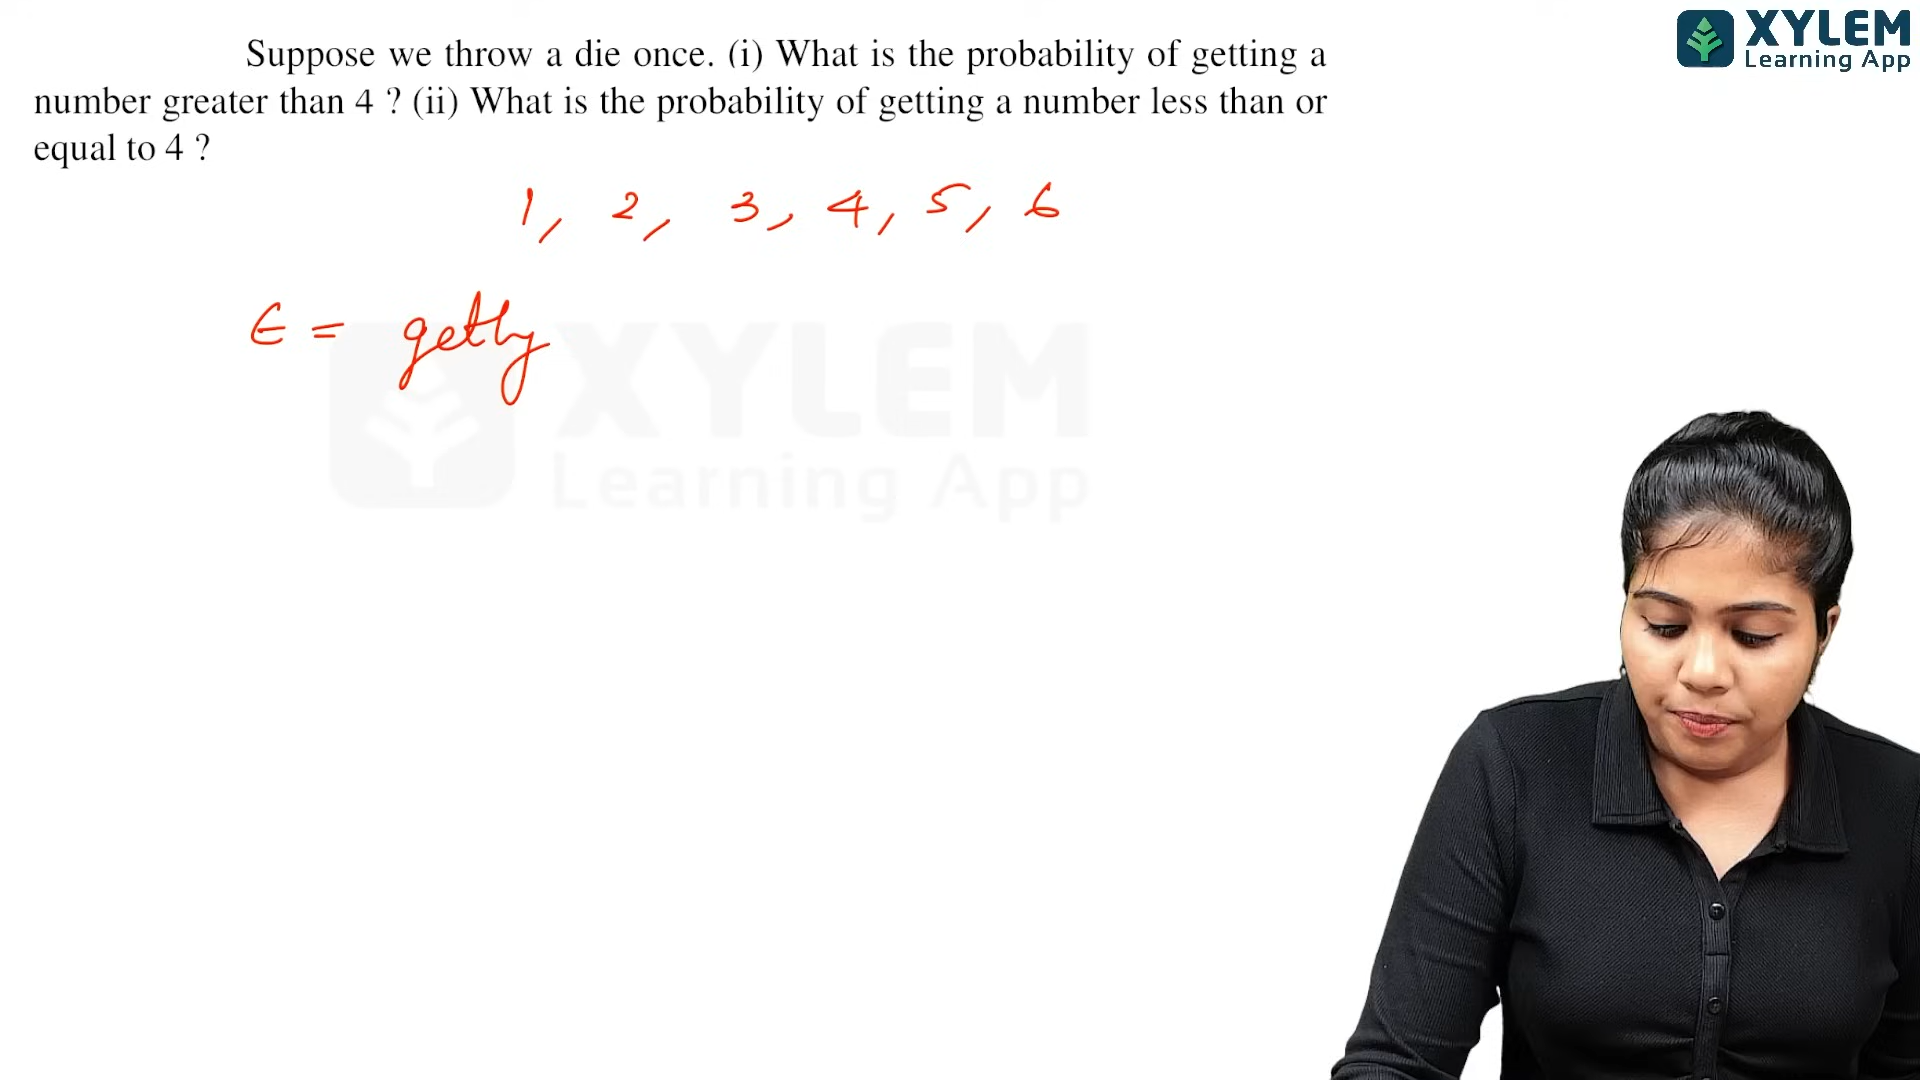 XYLEM
Learning App
Suppose we throw a die once. (i) What is the probability of getting a
number greater than 4 ? (ii) What is the probability of getting a number less than or
equal to 4 ?
1, 2, 3, 4, 5, 6
E =
XYLEM
Learning App